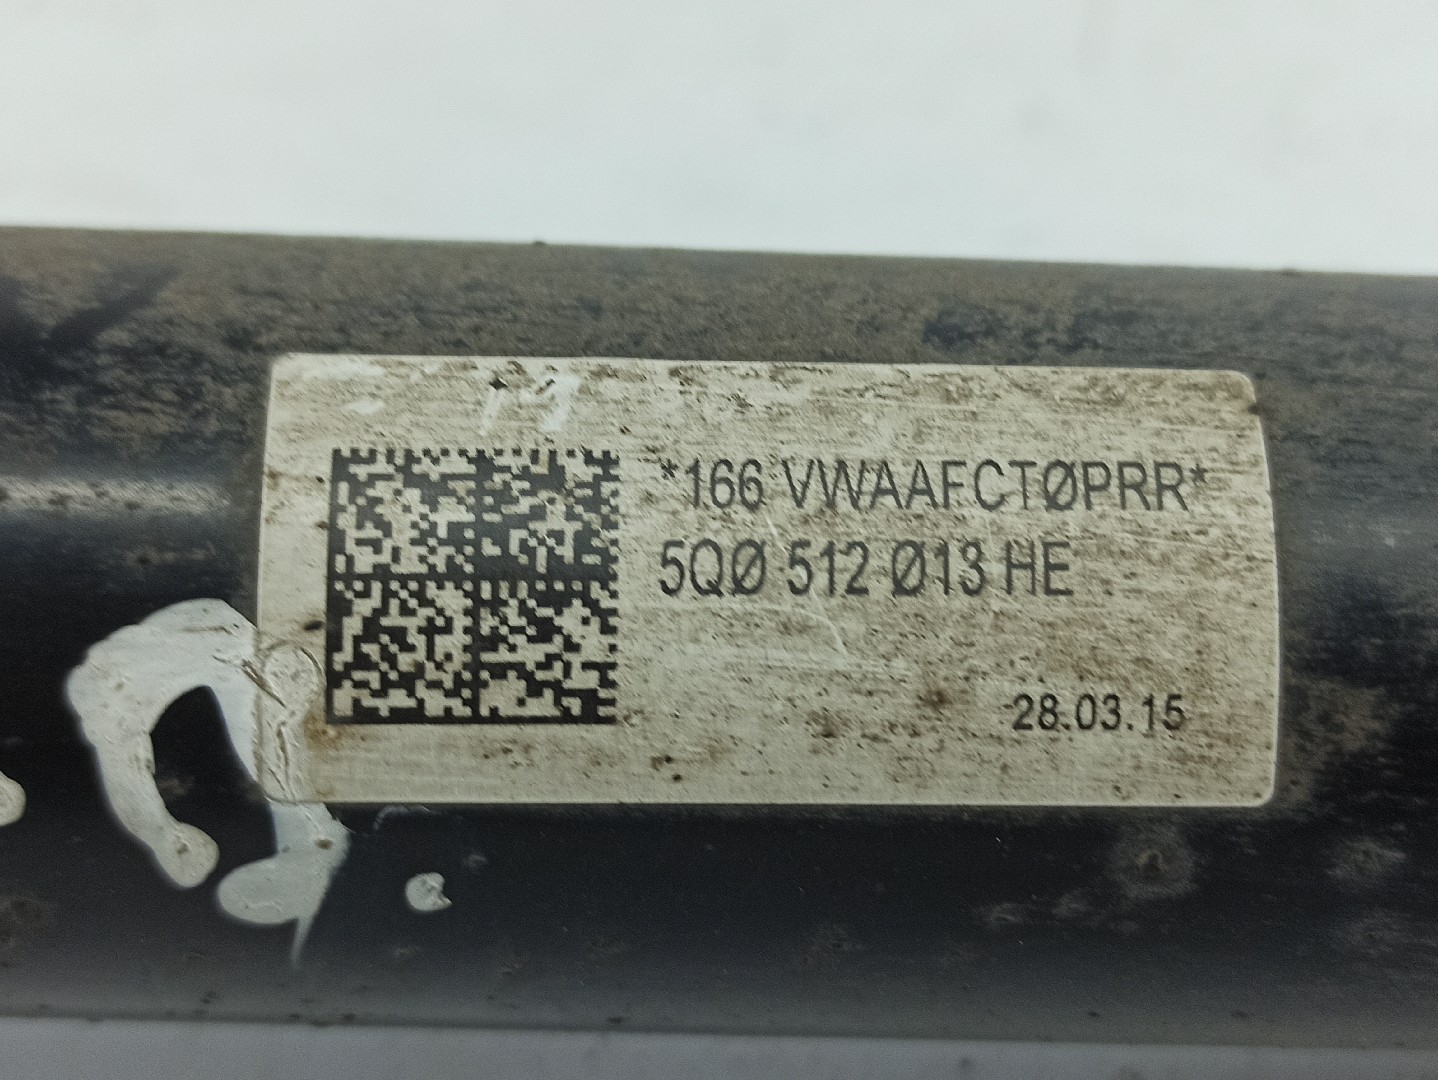 *166 VWAAFCTØPRR*
5QØ 512 Ø13 HE
28.03.15